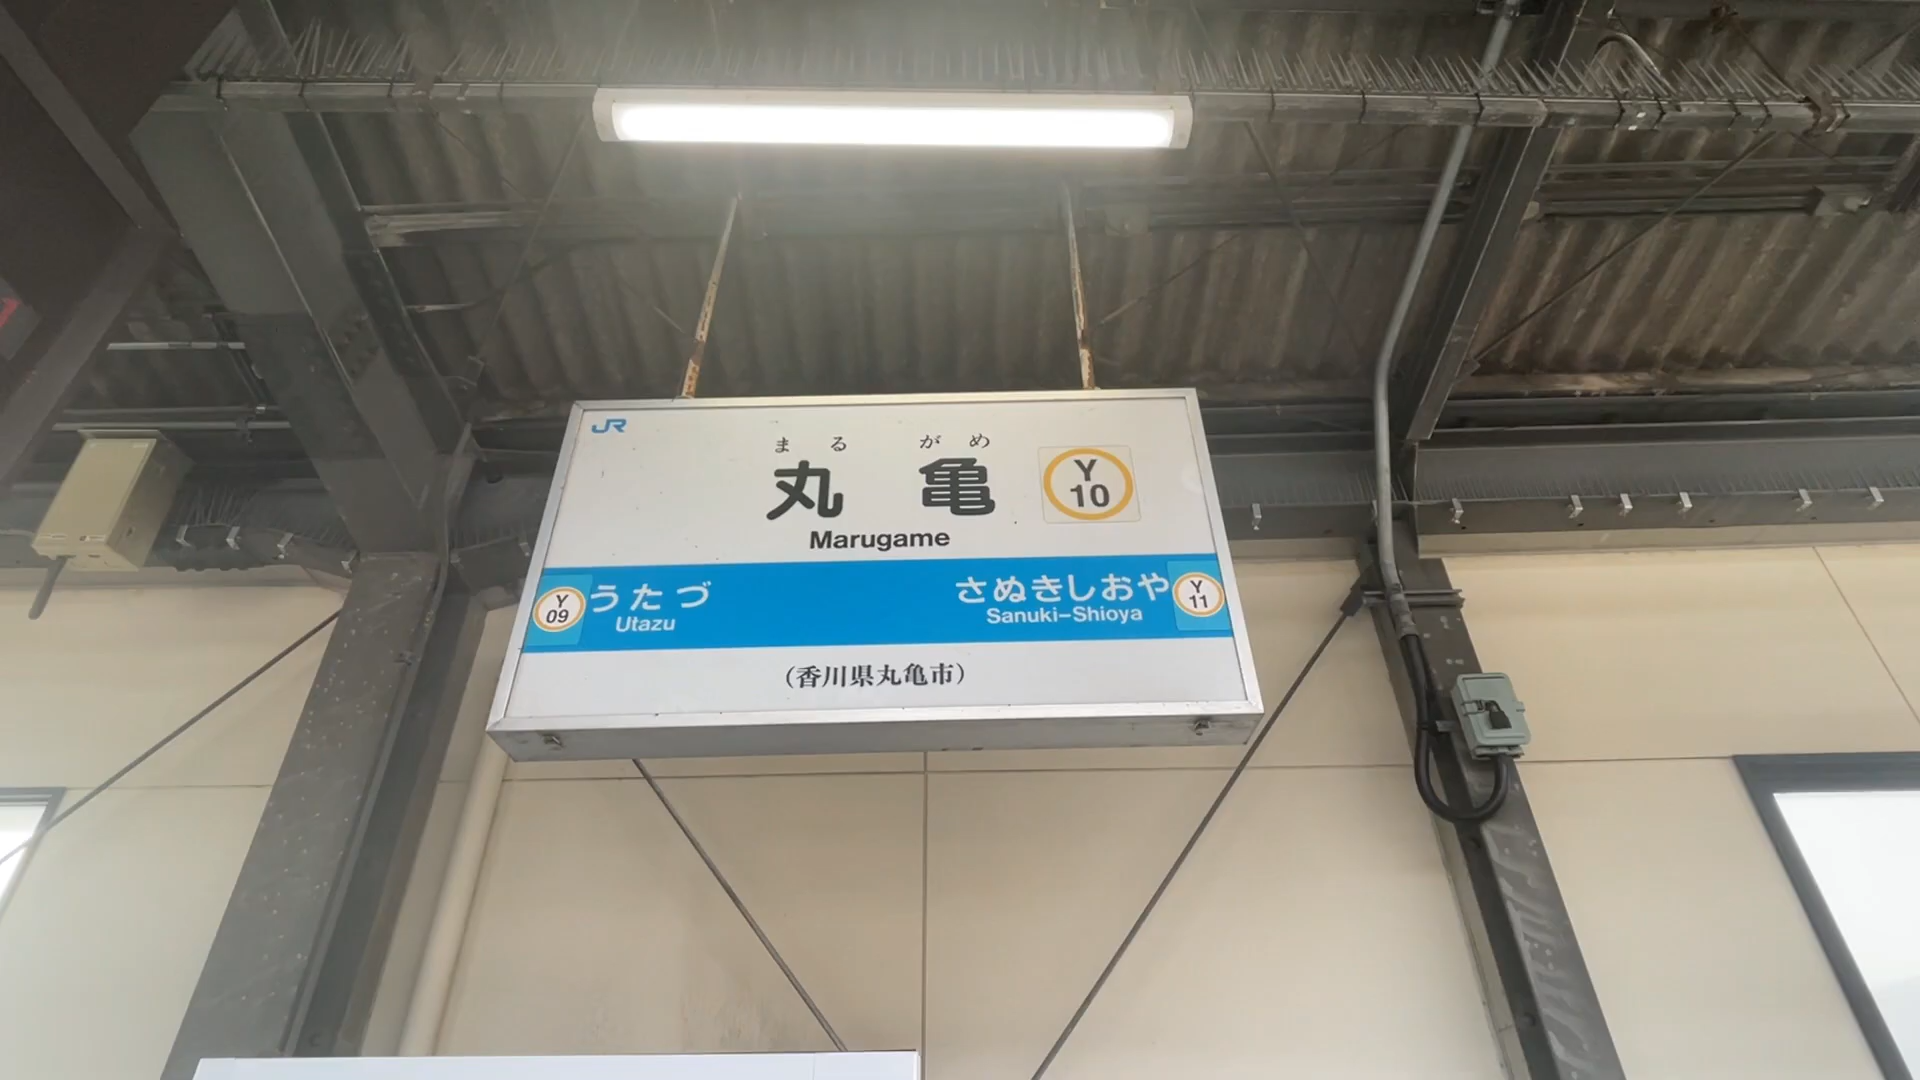 JR
まるがめ
丸亀
Y
10
Marugame
Y
09
うたづ
Utazu
さぬきしおや
Sanuki-Shioya
Y
11
(香川県丸亀市)